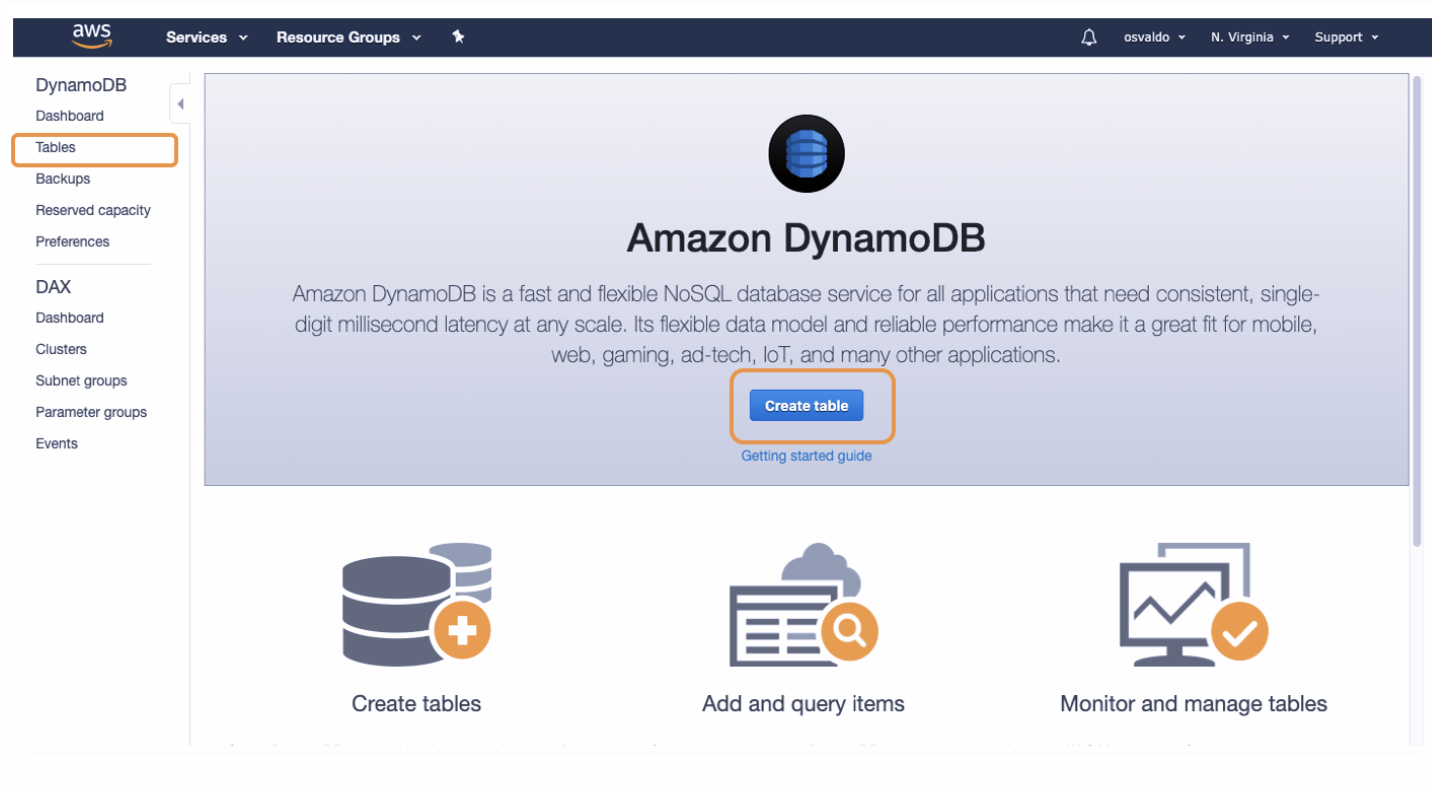 aws
Services
Resource Groups
osvaldo
N. Virginia
Support
DynamoDB
Dashboard
Tables
Backups
Reserved capacity
Preferences
DAX
Dashboard
Clusters
Subnet groups
Parameter groups
Events
Amazon DynamoDB
Amazon DynamoDB is a fast and flexible NoSQL database service for all applications that need consistent, single-
digit millisecond latency at any scale. Its flexible data model and reliable performance make it a great fit for mobile,
web, gaming, ad-tech, IoT, and many other applications.
Create table
Getting started guide
Create tables
Add and query items
Monitor and manage tables